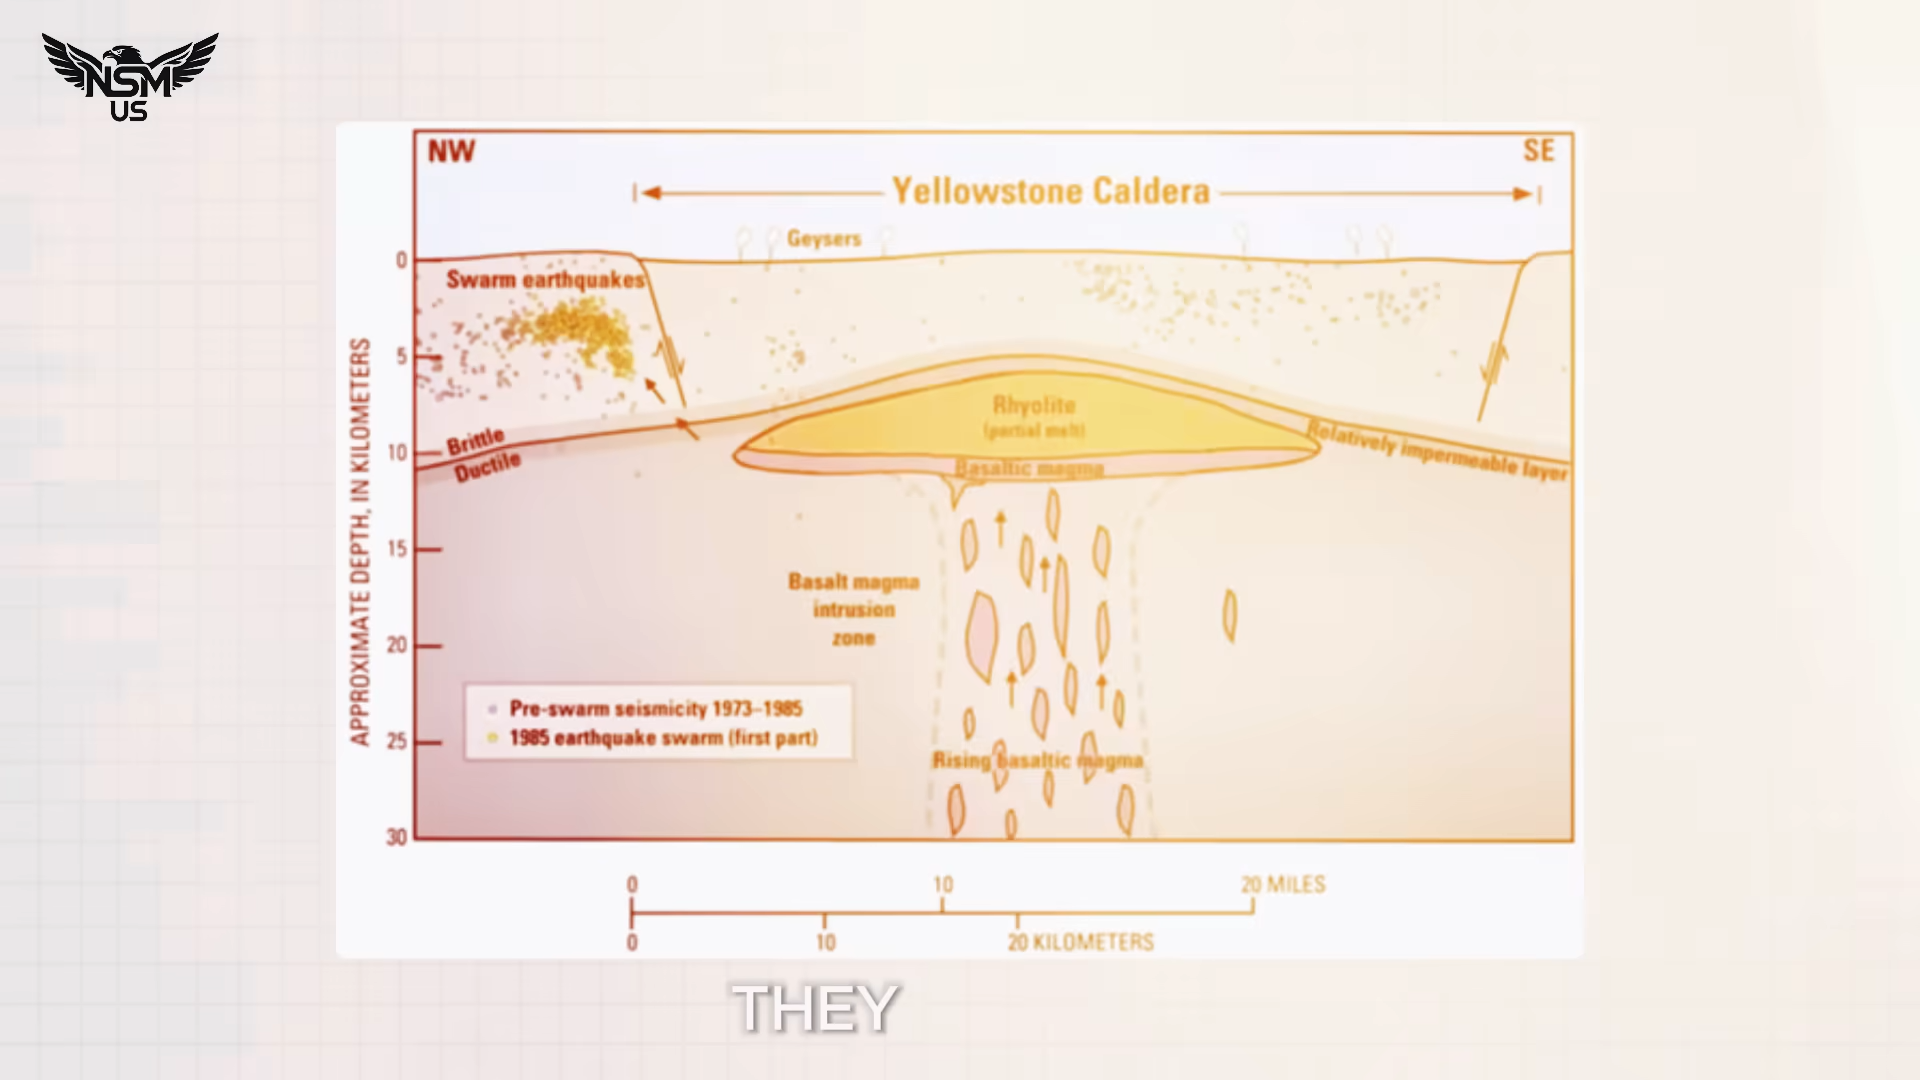 NSM
US
NW
SE
Yellowstone Caldera
Geysers
0
Swarm earthquakes
5
Rhyolite
(partial melt)
Brittle
Ductile
10
Basaltic magma
Relatively impermeable layer
APPROXIMATE DEPTH, IN KILOMETERS
15
Basalt magma
intrusion
zone
20
Pre-swarm seismicity 1973–1985
1985 earthquake swarm (first part)
25
Rising basaltic magma
30
0 10 20 MILES
0 10 20 KILOMETERS
THEY